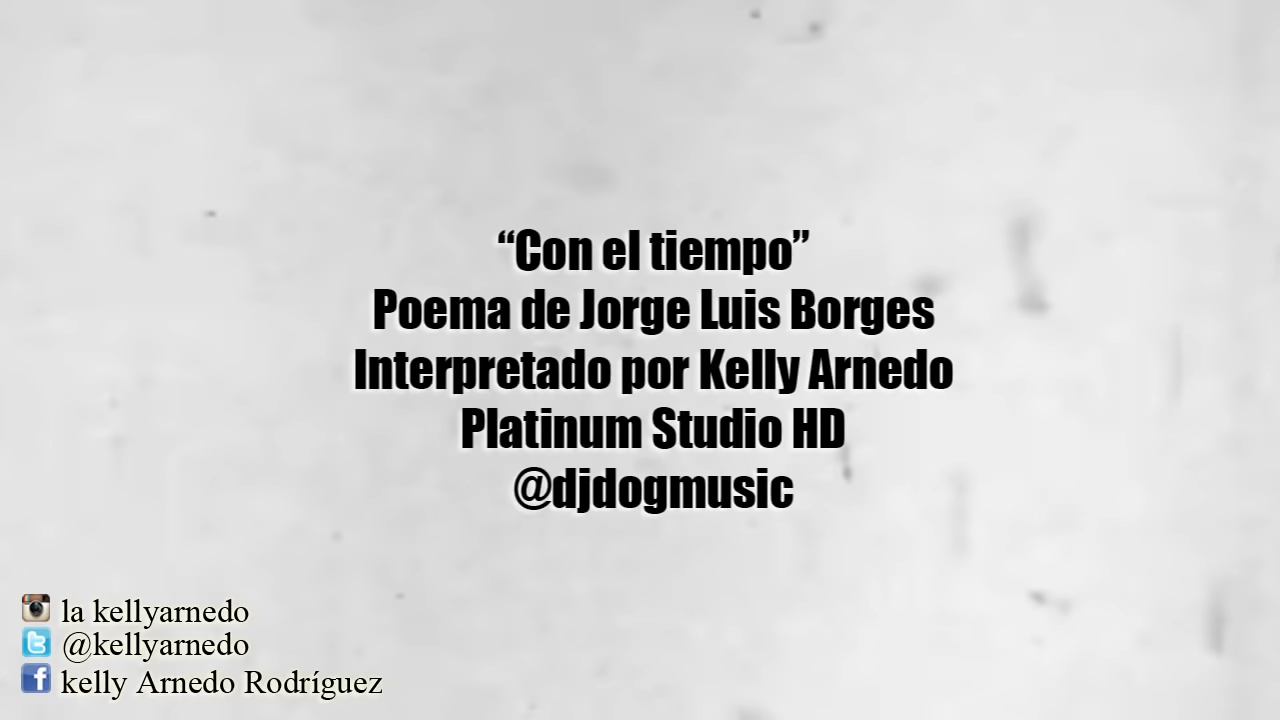 “Con el tiempo”
Poema de Jorge Luis Borges
Interpretado por Kelly Arnedo
Platinum Studio HD
@djdogmusic
la kellyarnedo
@kellyarnedo
kelly Arnedo Rodríguez